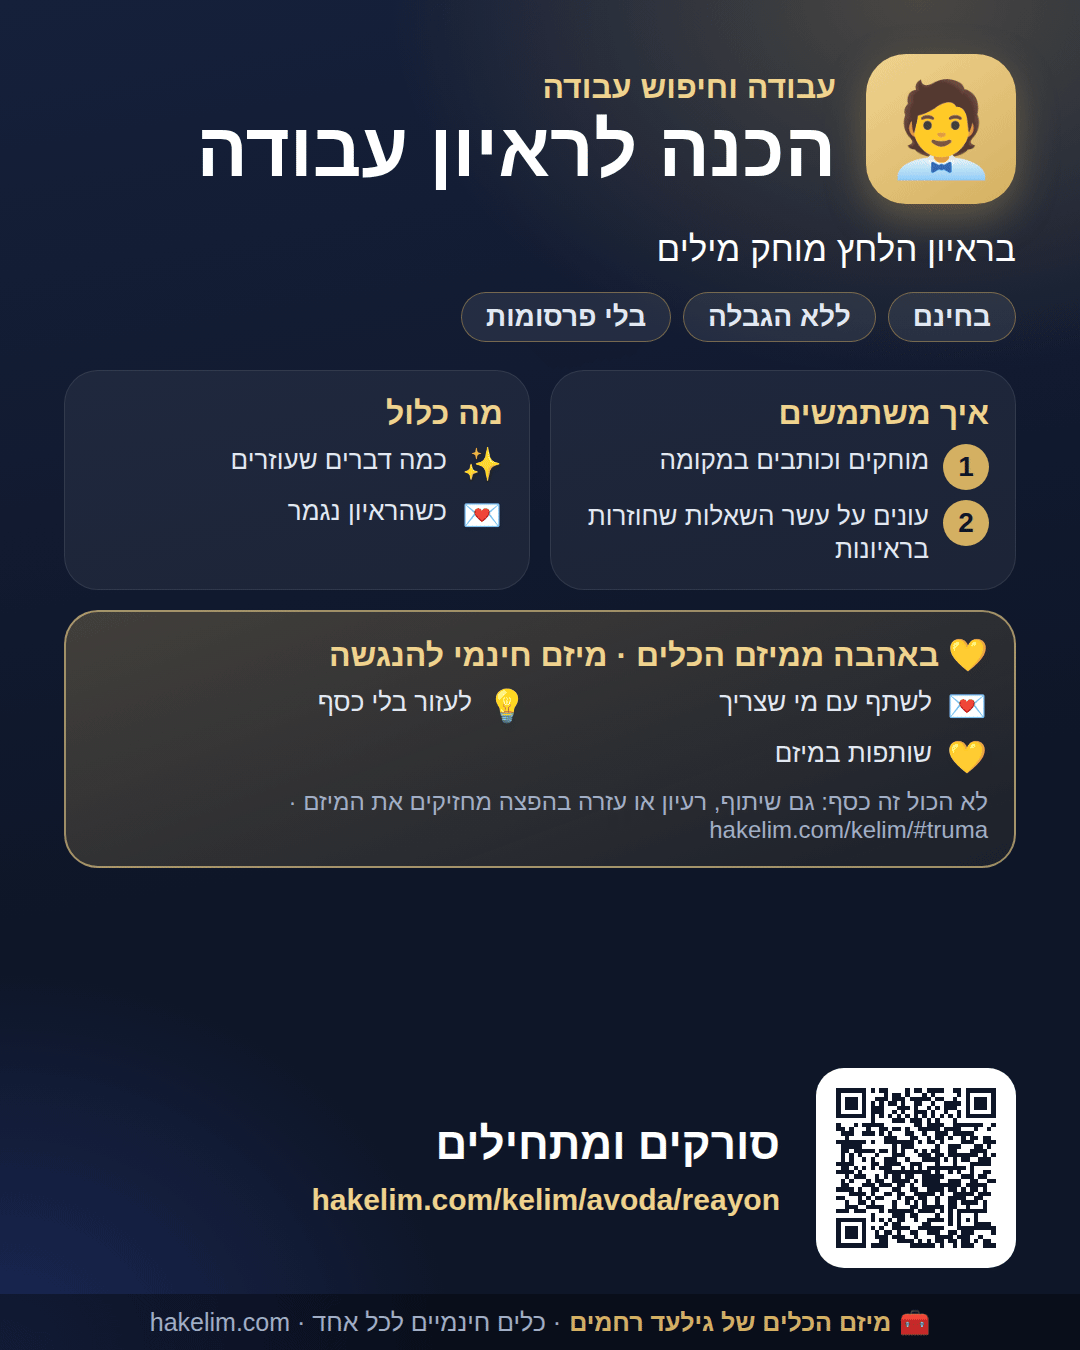 עבודה וחיפוש עבודה
הכנה לראיון עבודה
בראיון הלחץ מוחק מילים
בחינם
ללא הגבלה
בלי פרסומות
איך משתמשים
1 מוחקים וכותבים במקומה
2 עונים על עשר השאלות שחוזרות
בראיונות
מה כלול
כמה דברים שעוזרים
כשהראיון נגמר
באהבה ממיזם הכלים · מיזם חינמי להנגשה
לשתף עם מי שצריך
לעזור בלי כסף
שותפות במיזם
לא הכול זה כסף: גם שיתוף, רעיון או עזרה בהפצה מחזיקים את המיזם ·
hakelim.com/kelim/#truma
סורקים ומתחילים
hakelim.com/kelim/avoda/reayon
מיזם הכלים של גילעד רחמים · כלים חינמיים לכל אחד · hakelim.com